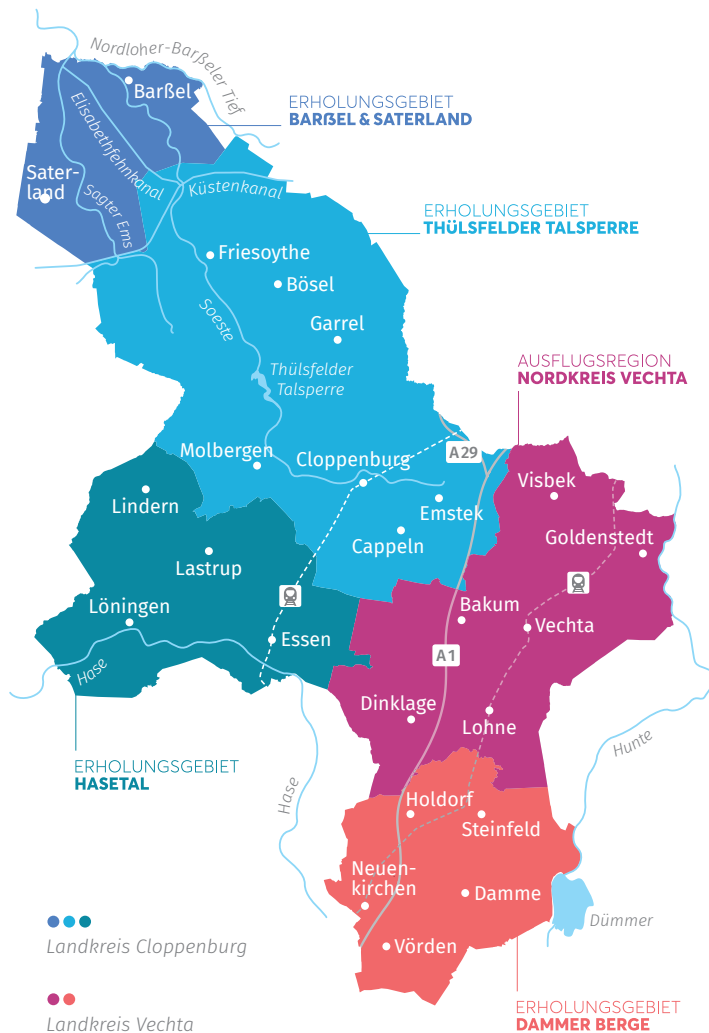 Nordloher-Barßeler Tief
Barßel
ERHOLUNGSGEBIET
BARßEL & SATERLAND
Elisabethfehnkanal
Sater-
land
Sagter Ems
Küstenkanal
ERHOLUNGSGEBIET
THÜLSFELDER TALSPERRE
Friesoythe
Bösel
Soeste
Garrel
Thülsfelder
Talsperre
AUSFLUGSREGION
NORDKREIS VECHTA
Molbergen
Cloppenburg
A29
Visbek
Lindern
Emstek
Goldenstedt
Cappeln
Lastrup
Löningen
Bakum
Vechta
Essen
A1
Hase
Dinklage
Lohne
Hunte
ERHOLUNGSGEBIET
HASETAL
Hase
Holdorf
Steinfeld
Neuen-
kirchen
Damme
Dümmer
Vörden
Landkreis Cloppenburg
Landkreis Vechta
ERHOLUNGSGEBIET
DAMMER BERGE